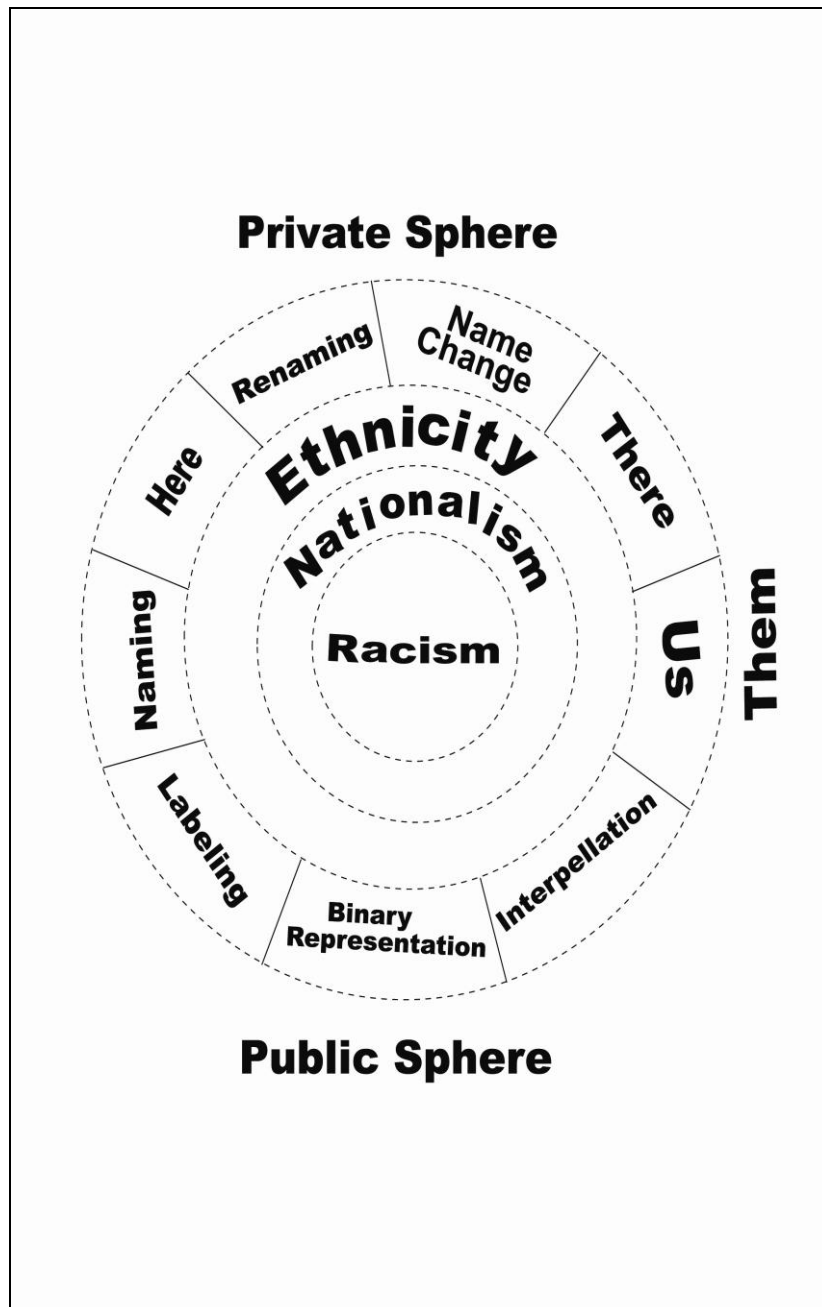 Private Sphere
Renaming
Name
Change
Here
There
Ethnicity
Nationalism
Racism
Naming
Us
Them
Labeling
Binary
Representation
Interpellation
Public Sphere